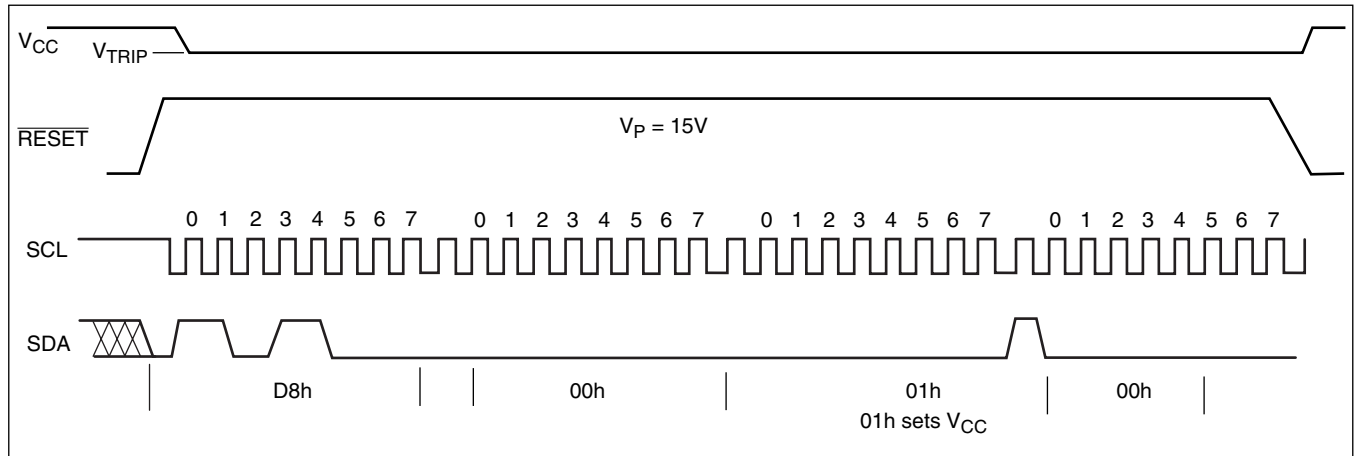 VCC
VTRIP
RESET
VP = 15V
0 1 2 3 4 5 6 7 0 1 2 3 4 5 6 7 0 1 2 3 4 5 6 7 0 1 2 3 4 5 6 7
SCL
SDA
D8h 00h 01h 00h
01h sets VCC